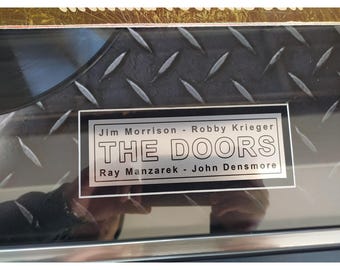 Jim Morrison - Robby Krieger
THE DOORS
Ray Manzarek - John Densmore